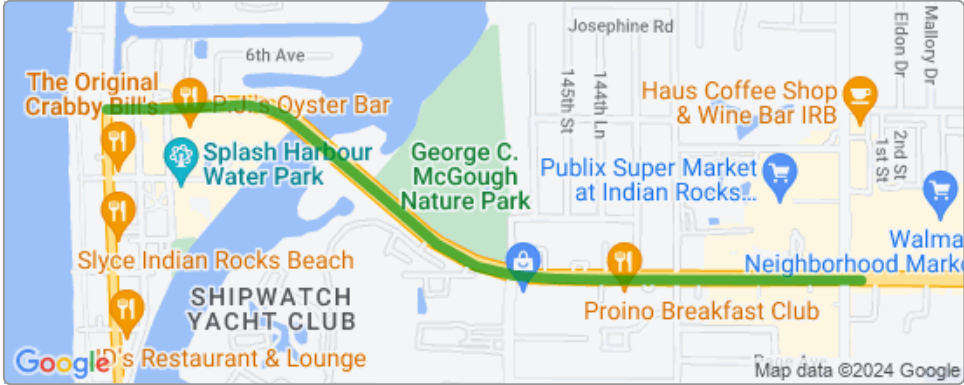 Josephine Rd
Mallory Dr
Eldon Dr
6th Ave
The Original
Crabby Bill's
P.J.'s Oyster Bar
145th St
144th Ln
Haus Coffee Shop
& Wine Bar IRB
2nd St
1st St
Splash Harbour
Water Park
George C.
McGough
Nature Park
Publix Super Market
at Indian Rocks...
Walma
Neighborhood Marke
Slyce Indian Rocks Beach
SHIPWATCH
YACHT CLUB
Proino Breakfast Club
JD's Restaurant & Lounge
Google
Map data ©2024 Google